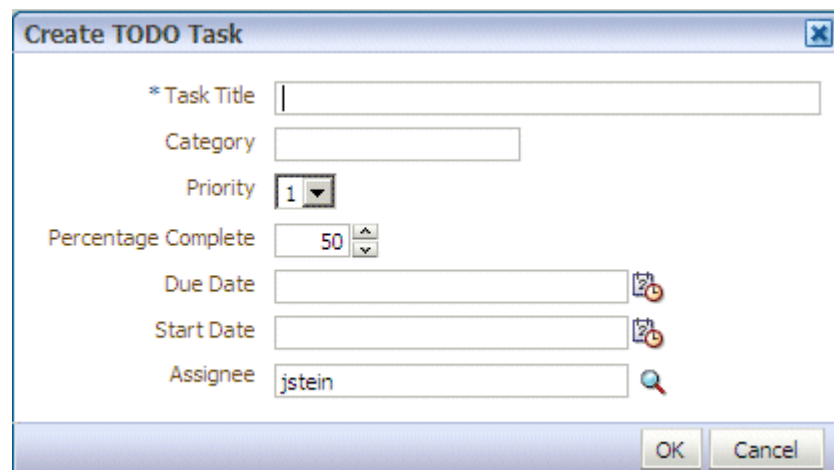 Create TODO Task
* Task Title
Category
Priority 1
Percentage Complete 50
Due Date
Start Date
Assignee jstein
OK Cancel